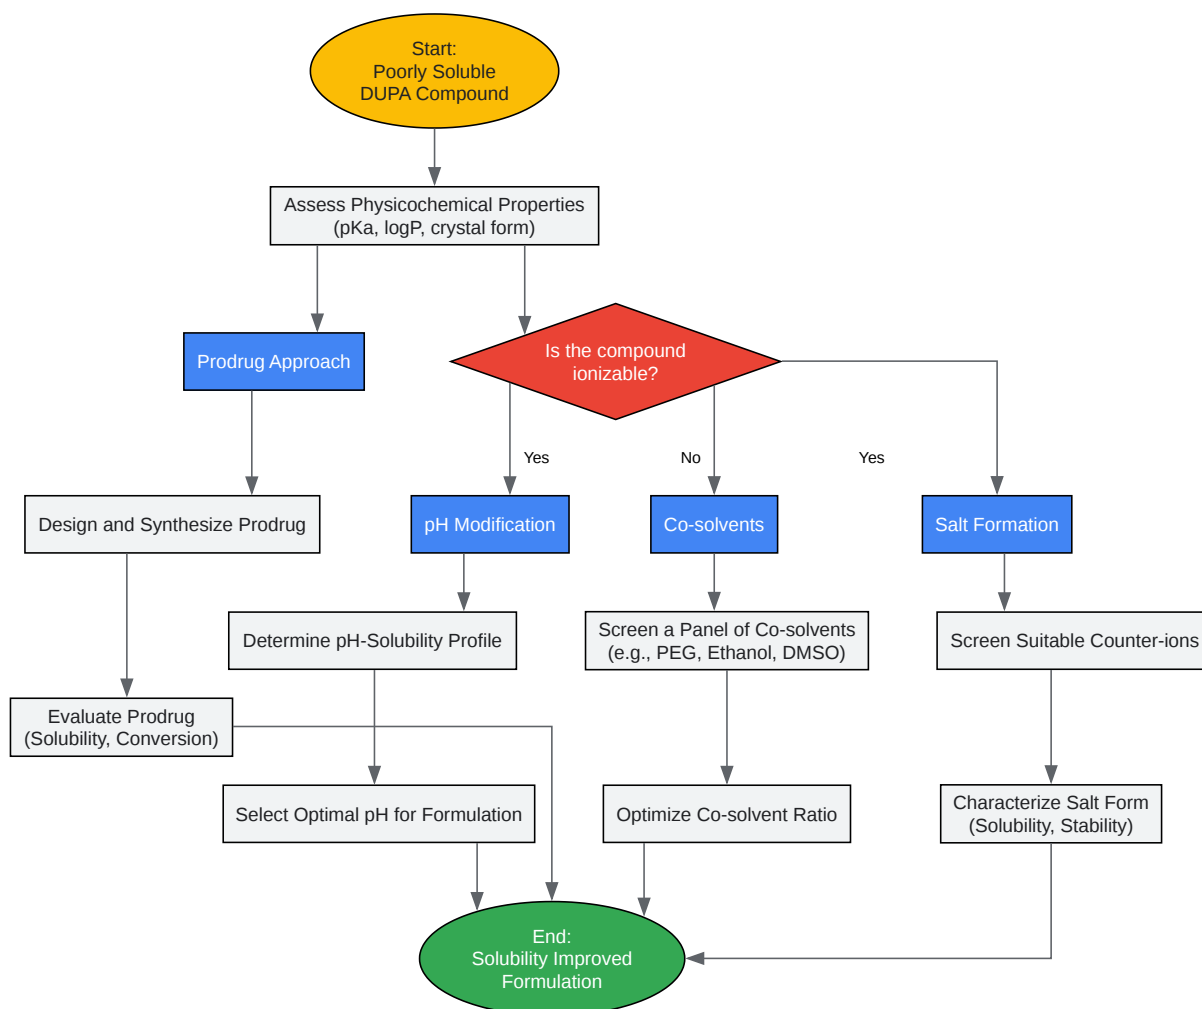 Start:
Poorly Soluble
DUPA Compound
Assess Physicochemical Properties
(pKa, logP, crystal form)
Prodrug Approach
Is the compound
ionizable?
Yes
No
Yes
Design and Synthesize Prodrug
pH Modification
Co-solvents
Salt Formation
Determine pH-Solubility Profile
Screen a Panel of Co-solvents
(e.g., PEG, Ethanol, DMSO)
Screen Suitable Counter-ions
Evaluate Prodrug
(Solubility, Conversion)
Select Optimal pH for Formulation
Optimize Co-solvent Ratio
Characterize Salt Form
(Solubility, Stability)
End:
Solubility Improved
Formulation